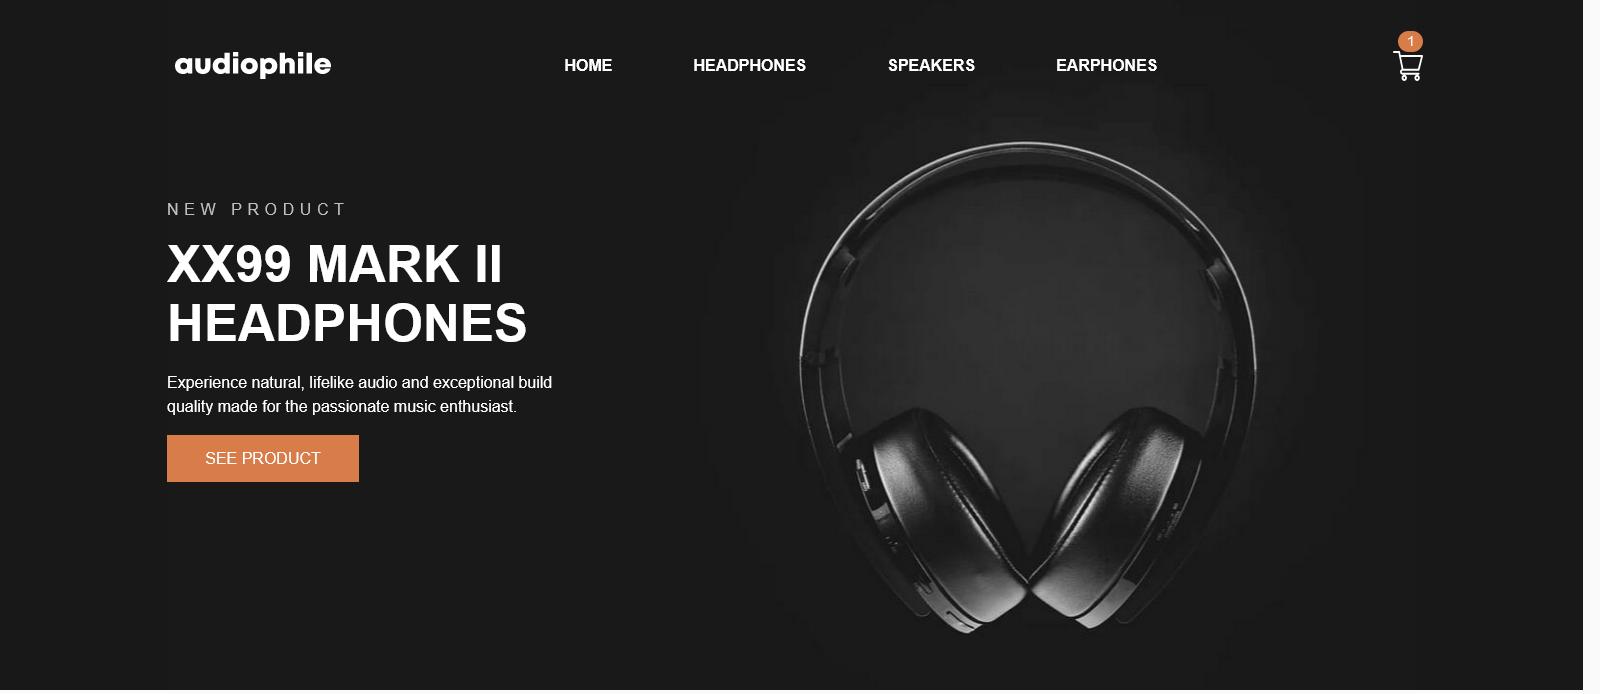 audiophile
HOME
HEADPHONES
SPEAKERS
EARPHONES
1
NEW PRODUCT
XX99 MARK II
HEADPHONES
Experience natural, lifelike audio and exceptional build
quality made for the passionate music enthusiast.
SEE PRODUCT